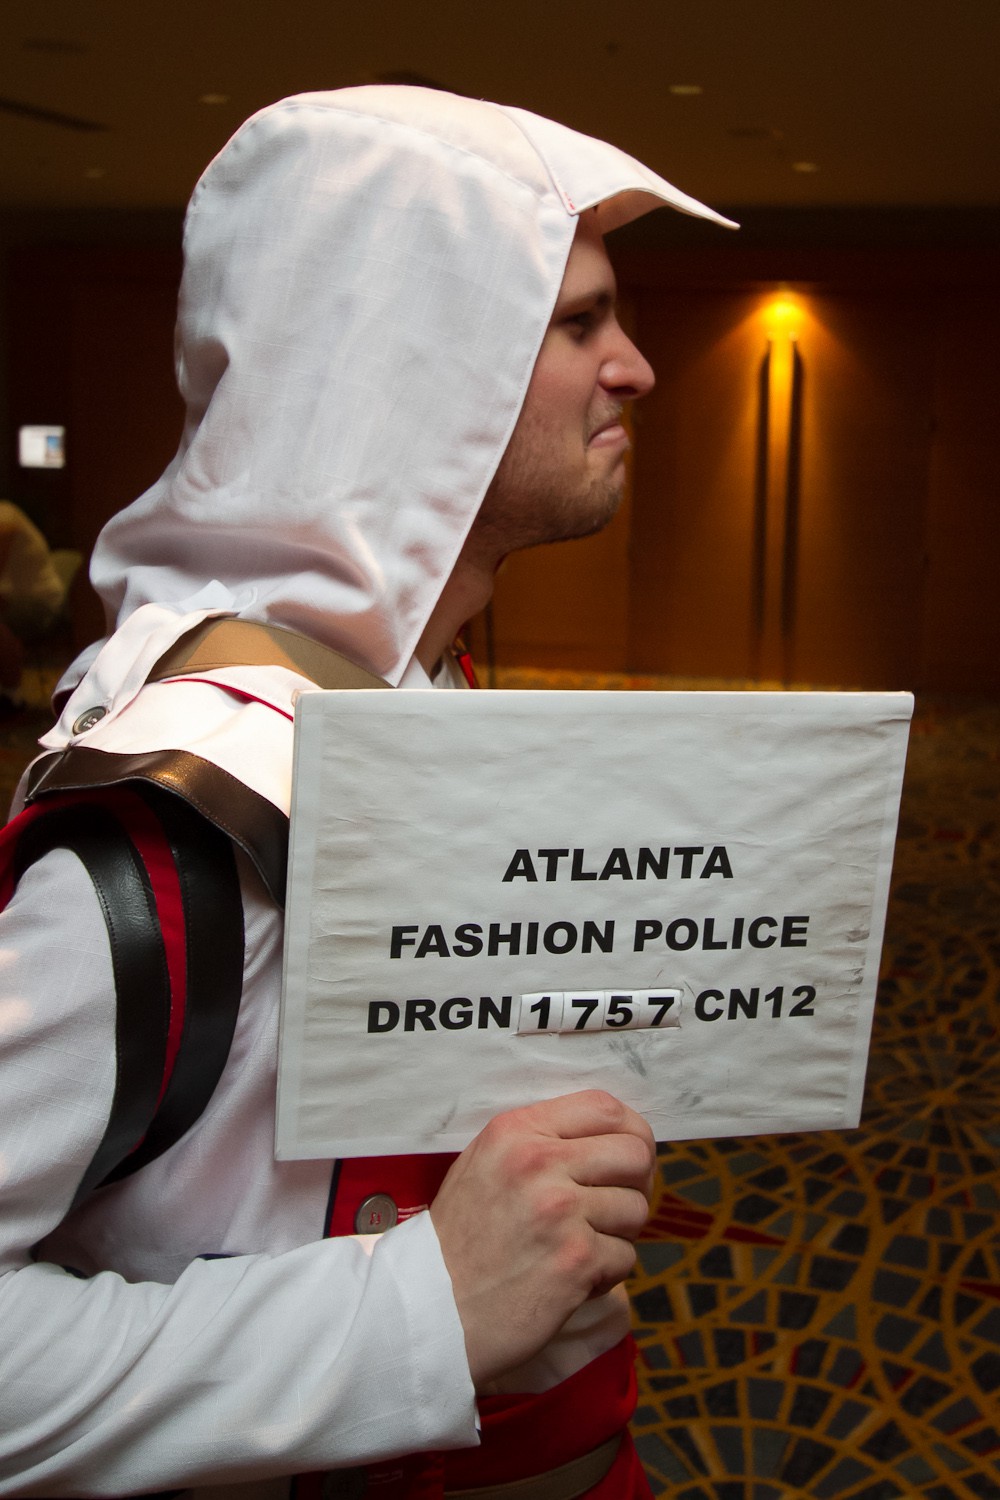 ATLANTA
FASHION POLICE
DRGN 1757 CN12